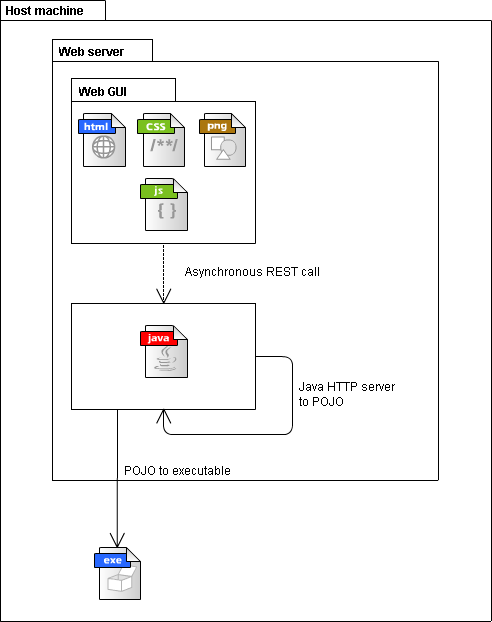 Host machine
Web server
Web GUI
html
CSS
/**/
png
js
{ }
Asynchronous REST call
java
Java HTTP server
to POJO
POJO to executable
exe